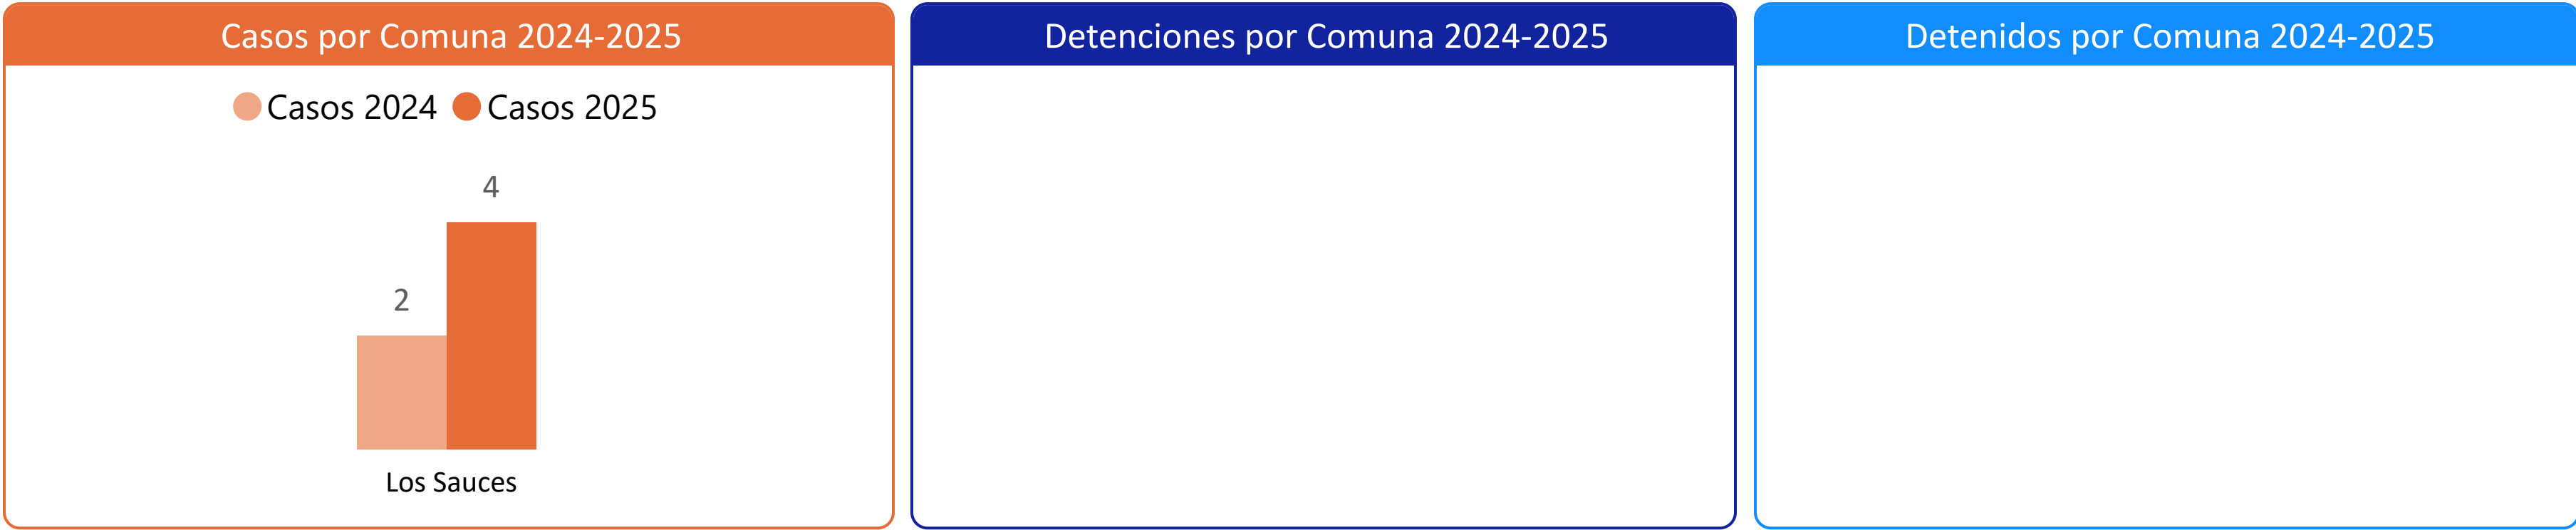 Casos por Comuna 2024-2025
Casos 2024 Casos 2025
4
2
Los Sauces
Detenciones por Comuna 2024-2025
Detenidos por Comuna 2024-2025